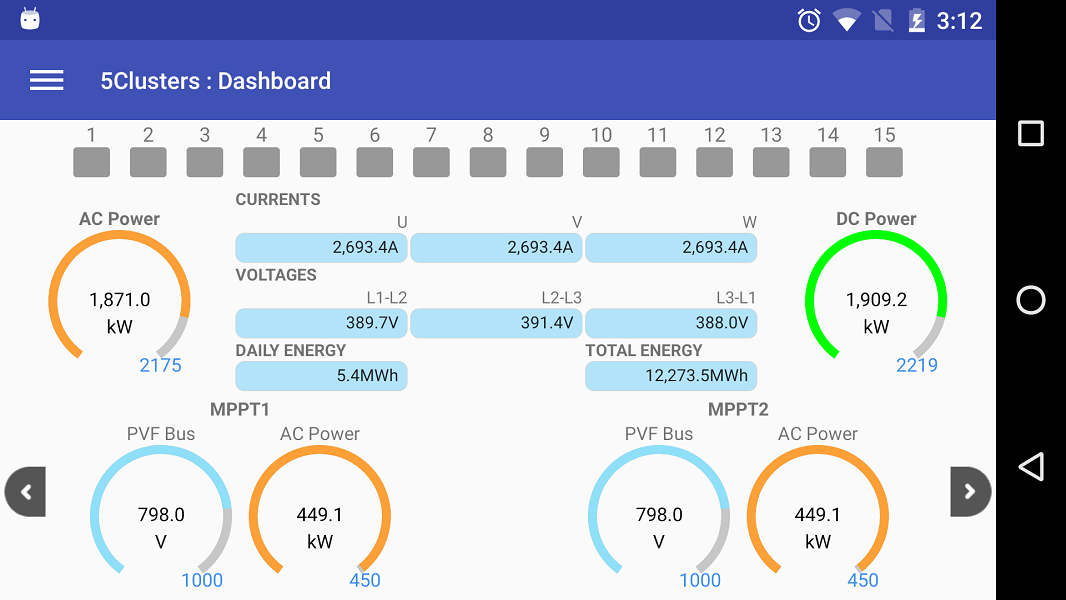 3:12
5Clusters : Dashboard
1 2 3 4 5 6 7 8 9 10 11 12 13 14 15
CURRENTS
U V W
2,693.4A 2,693.4A 2,693.4A
VOLTAGES
L1-L2 L2-L3 L3-L1
389.7V 391.4V 388.0V
DAILY ENERGY TOTAL ENERGY
5.4MWh 12,273.5MWh
AC Power
1,871.0
kW
2175
DC Power
1,909.2
kW
2219
MPPT1
PVF Bus AC Power
798.0 449.1
V kW
1000 450
MPPT2
PVF Bus AC Power
798.0 449.1
V kW
1000 450